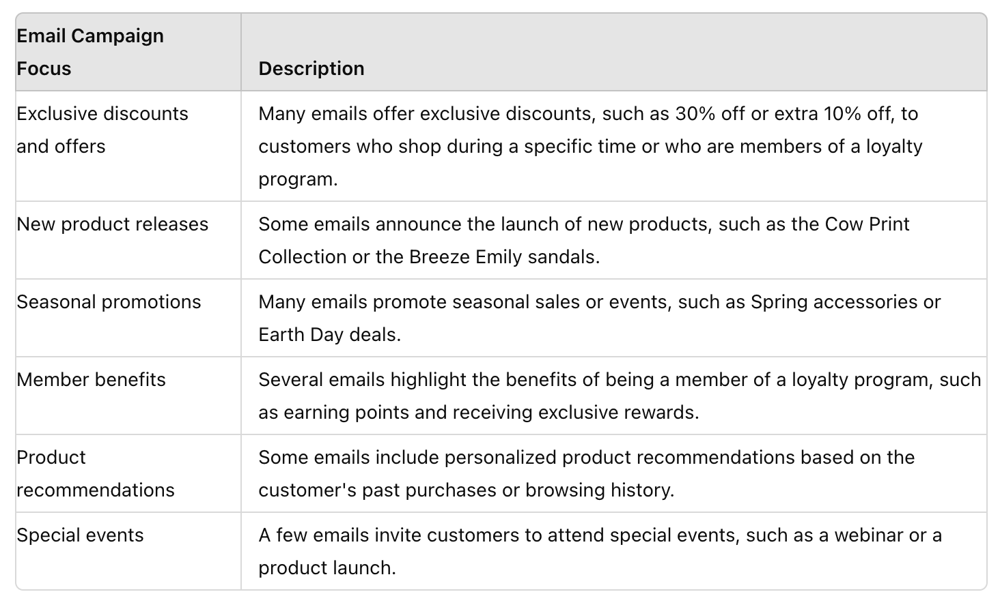 Email Campaign
Focus
Description
Exclusive discounts
and offers
Many emails offer exclusive discounts, such as 30% off or extra 10% off, to
customers who shop during a specific time or who are members of a loyalty
program.
New product releases
Some emails announce the launch of new products, such as the Cow Print
Collection or the Breeze Emily sandals.
Seasonal promotions
Many emails promote seasonal sales or events, such as Spring accessories or
Earth Day deals.
Member benefits
Several emails highlight the benefits of being a member of a loyalty program, such
as earning points and receiving exclusive rewards.
Product
recommendations
Some emails include personalized product recommendations based on the
customer's past purchases or browsing history.
Special events
A few emails invite customers to attend special events, such as a webinar or a
product launch.